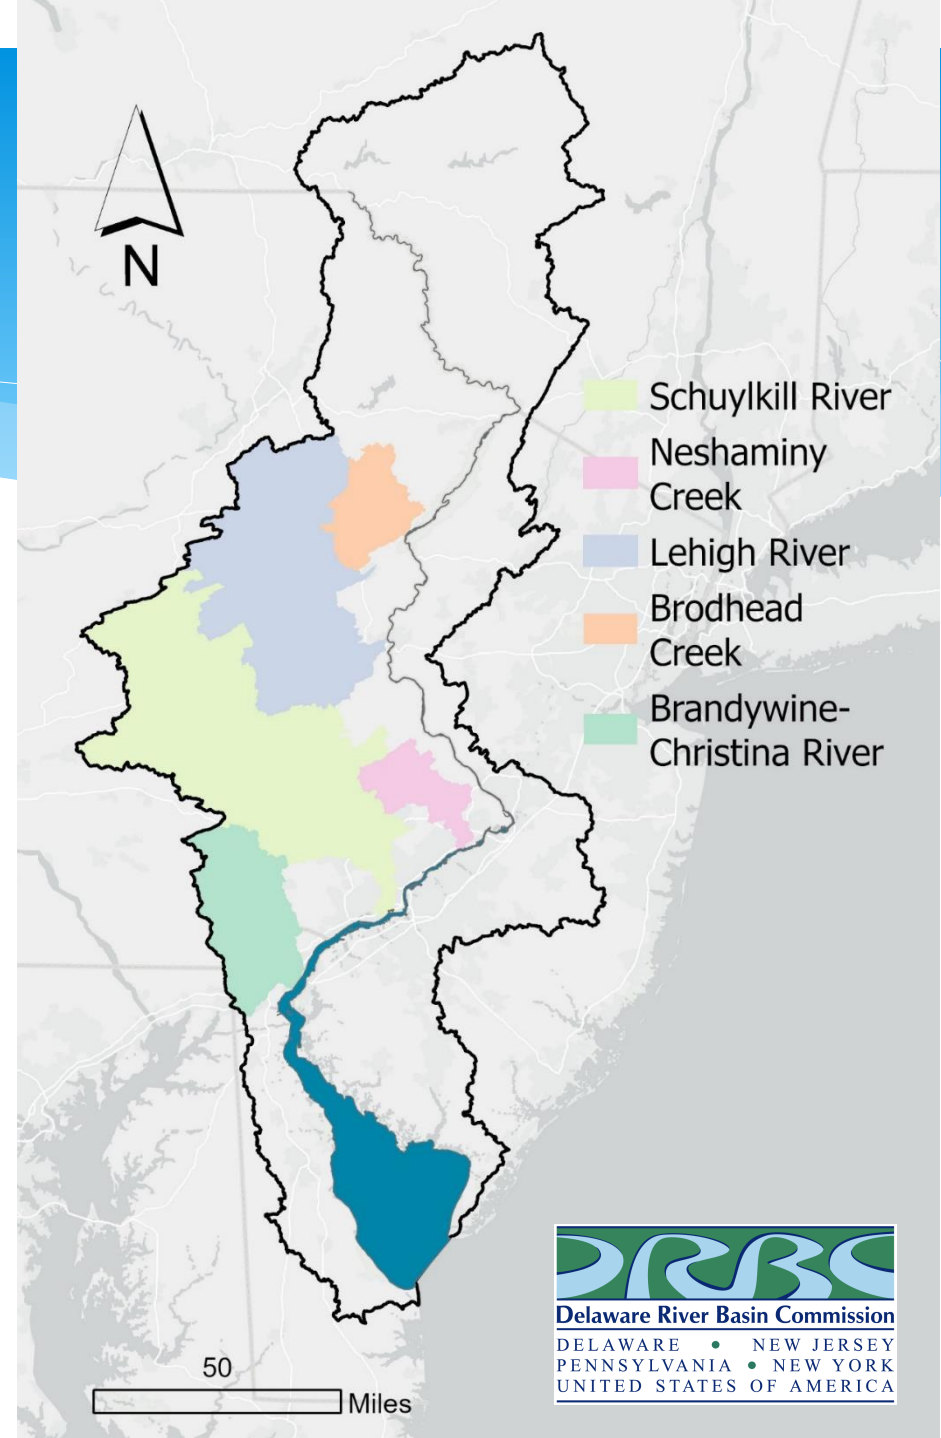 N
Schuylkill River
Neshaminy
Creek
Lehigh River
Brodhead
Creek
Brandywine-
Christina River
50
Miles
DRBC
Delaware River Basin Commission
DELAWARE • NEW JERSEY
PENNSYLVANIA • NEW YORK
UNITED STATES OF AMERICA